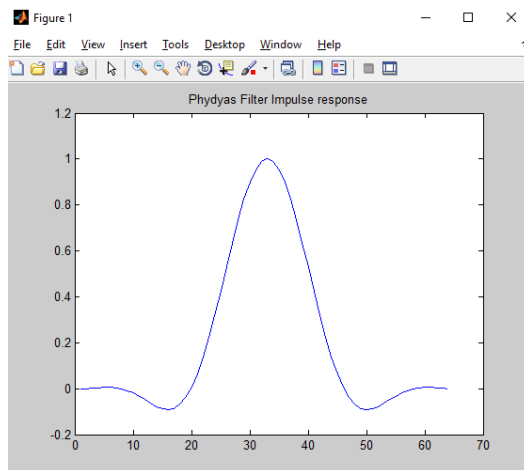 Figure 1
File Edit View Insert Tools Desktop Window Help
Phydyas Filter Impulse response
1.2
1
0.8
0.6
0.4
0.2
0
-0.2
0 10 20 30 40 50 60 70